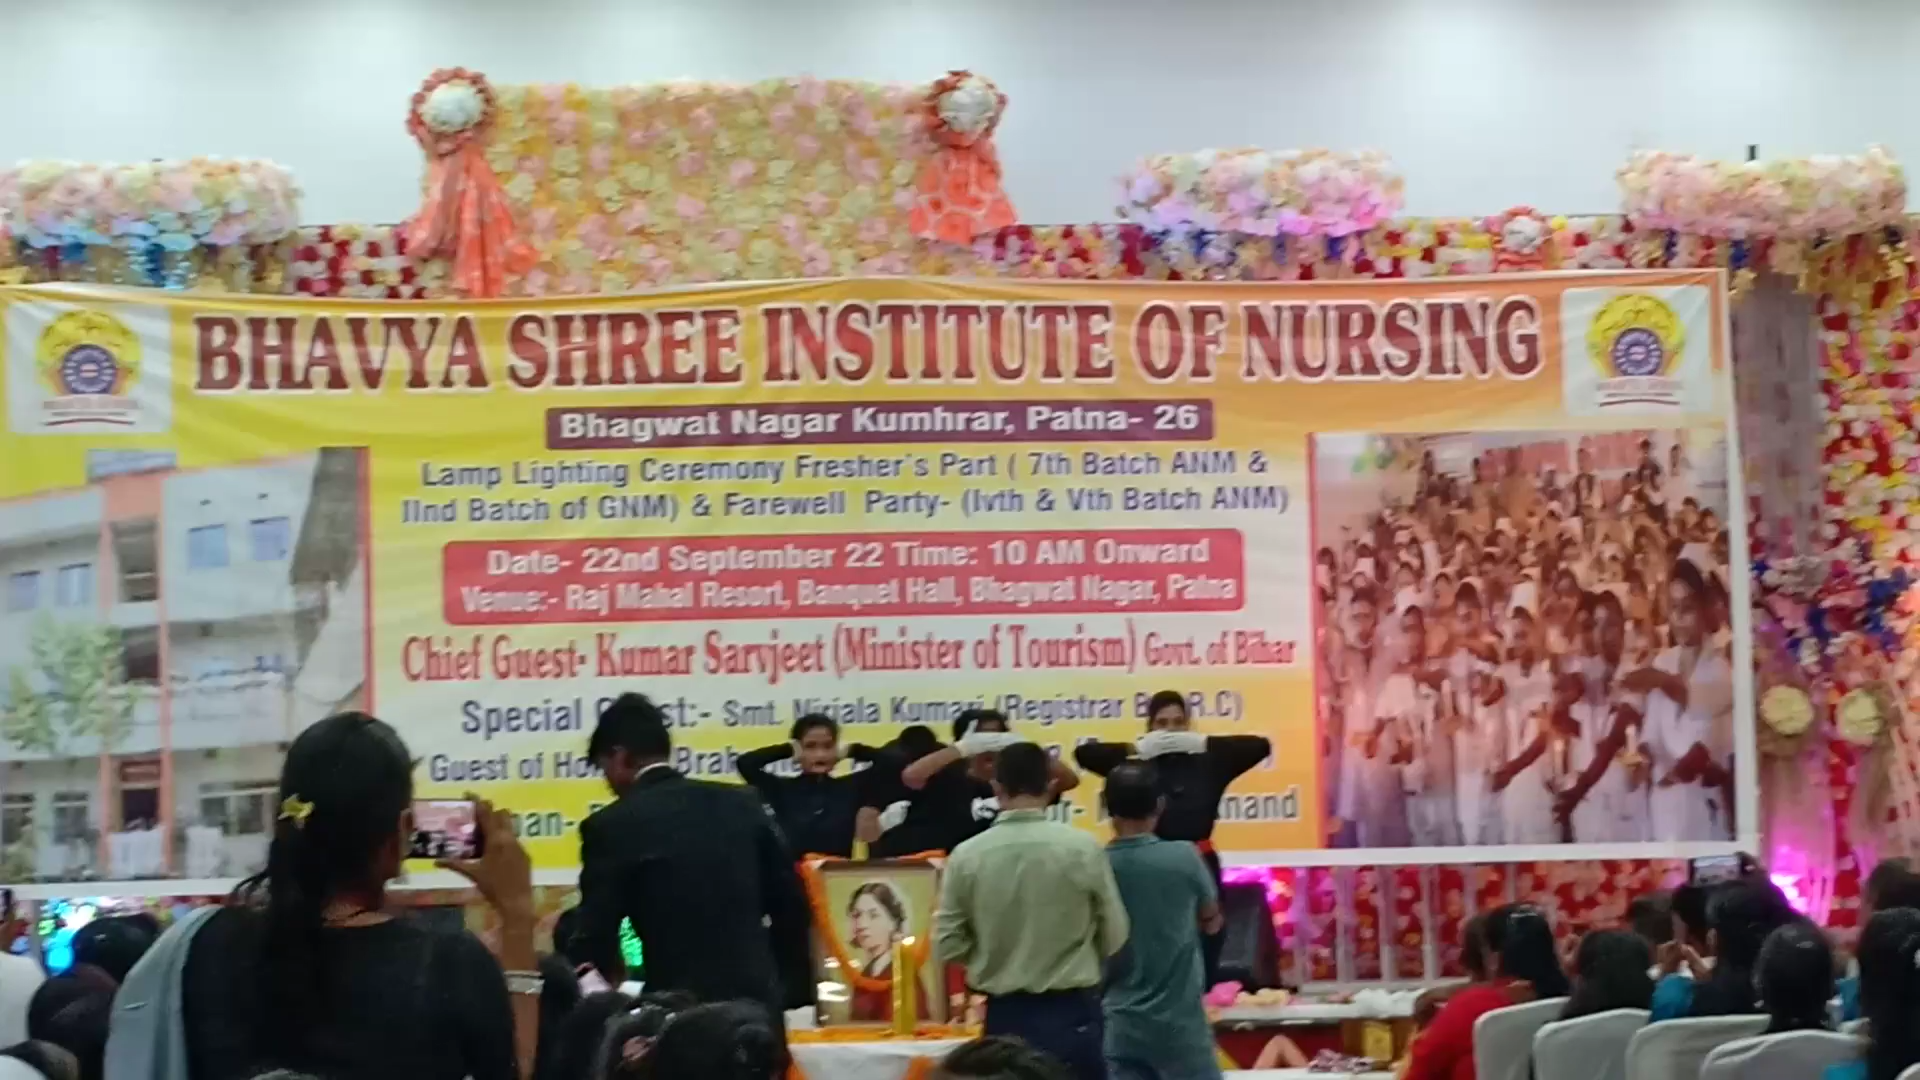 BHAVYA SHREE INSTITUTE OF NURSING
Bhagwat Nagar Kumhrar, Patna- 26
Lamp Lighting Ceremony Fresher's Part ( 7th Batch ANM &
IInd Batch of GNM) & Farewell Party- (Ivth & Vth Batch ANM)
Date- 22nd September 22 Time: 10 AM Onward
Venue:- Raj Mahal Resort, Banquet Hall, Bhagwat Nagar, Patna
Chief Guest- Kumar Sarvjeet (Minister of Tourism) Govt. of Bihar
Special :- Smt. Kumari (Registrar
Guest of